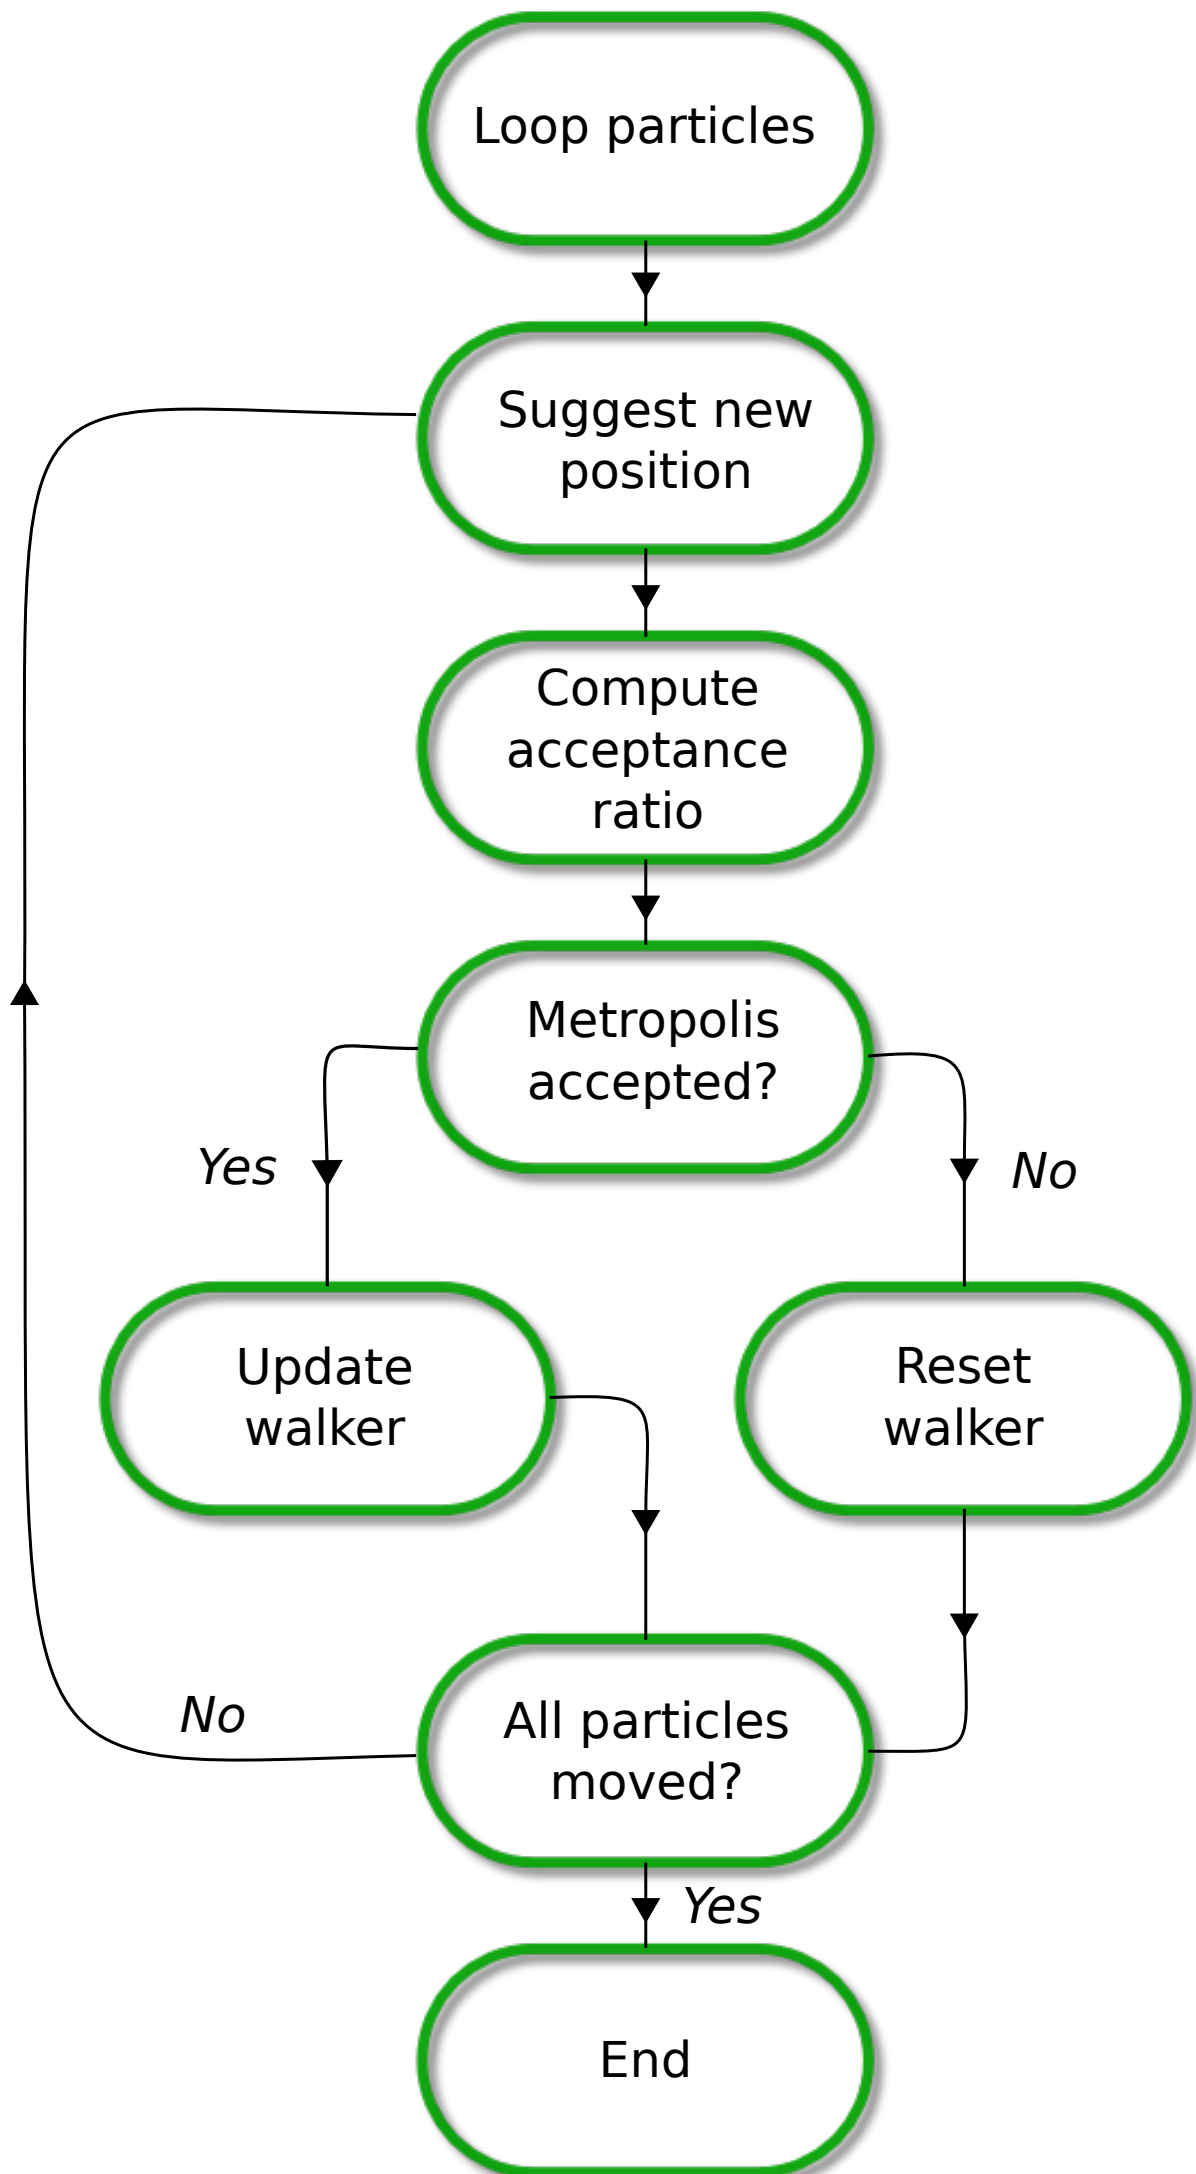 Loop particles
Suggest new
position
Compute
acceptance
ratio
Metropolis
accepted?
Yes
No
Update
walker
Reset
walker
No
All particles
moved?
Yes
End